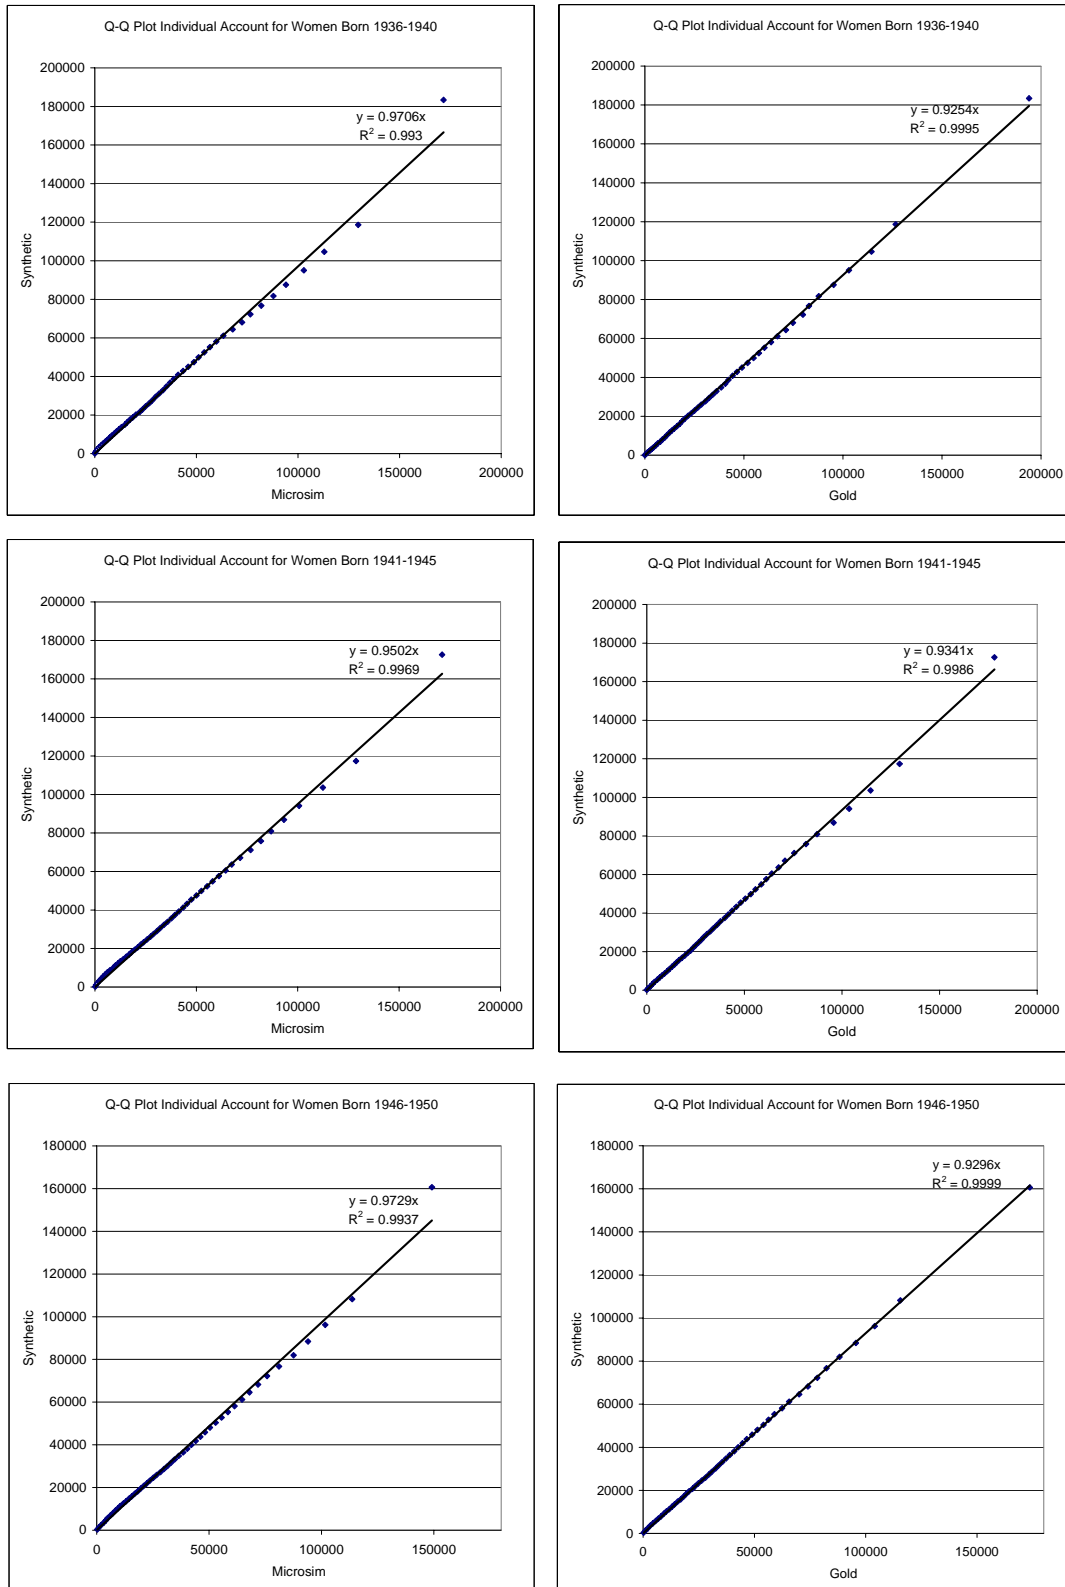 Q-Q Plot Individual Account for Women Born 1936-1940
200000
180000
160000
140000
120000
100000
80000
60000
40000
20000
0
Synthetic
y = 0.9706x
R² = 0.993
0 50000 100000 150000 200000
Microsim
Q-Q Plot Individual Account for Women Born 1936-1940
200000
180000
160000
140000
120000
100000
80000
60000
40000
20000
0
Synthetic
y = 0.9254x
R² = 0.9995
0 50000 100000 150000 200000
Gold
Q-Q Plot Individual Account for Women Born 1941-1945
200000
180000
160000
140000
120000
100000
80000
60000
40000
20000
0
Synthetic
y = 0.9502x
R² = 0.9969
0 50000 100000 150000 200000
Microsim
Q-Q Plot Individual Account for Women Born 1941-1945
200000
180000
160000
140000
120000
100000
80000
60000
40000
20000
0
Synthetic
y = 0.9341x
R² = 0.9986
0 50000 100000 150000 200000
Gold
Q-Q Plot Individual Account for Women Born 1946-1950
180000
160000
140000
120000
100000
80000
60000
40000
20000
0
Synthetic
y = 0.9729x
R² = 0.9937
0 50000 100000 150000
Microsim
Q-Q Plot Individual Account for Women Born 1946-1950
180000
160000
140000
120000
100000
80000
60000
40000
20000
0
Synthetic
y = 0.9296x
R² = 0.9999
0 50000 100000 150000
Gold